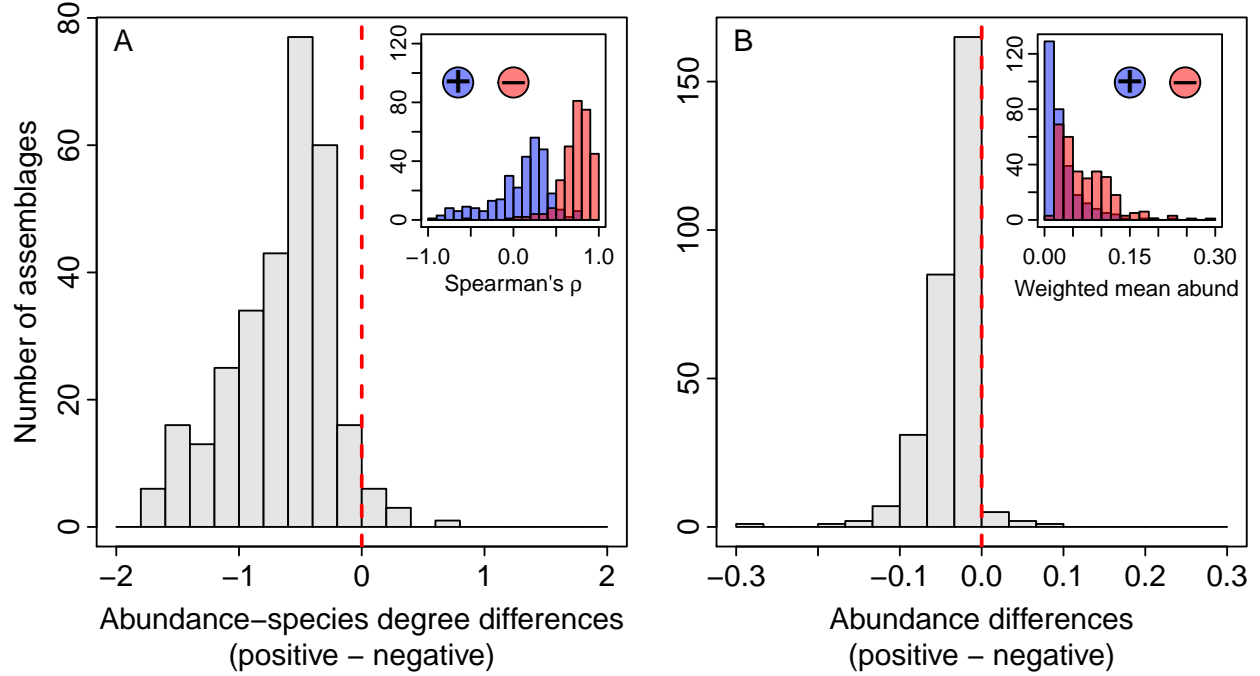 A
B
Number of assemblages
80
60
40
20
0
−2 −1 0 1 2
Abundance−species degree differences
(positive − negative)
120
80
40
0
+ −
−1.0 0.0 1.0
Spearman's ρ
150
100
50
0
−0.3 −0.1 0.0 0.1 0.3
Abundance differences
(positive − negative)
120
80
40
0
+ −
0.00 0.15 0.30
Weighted mean abund